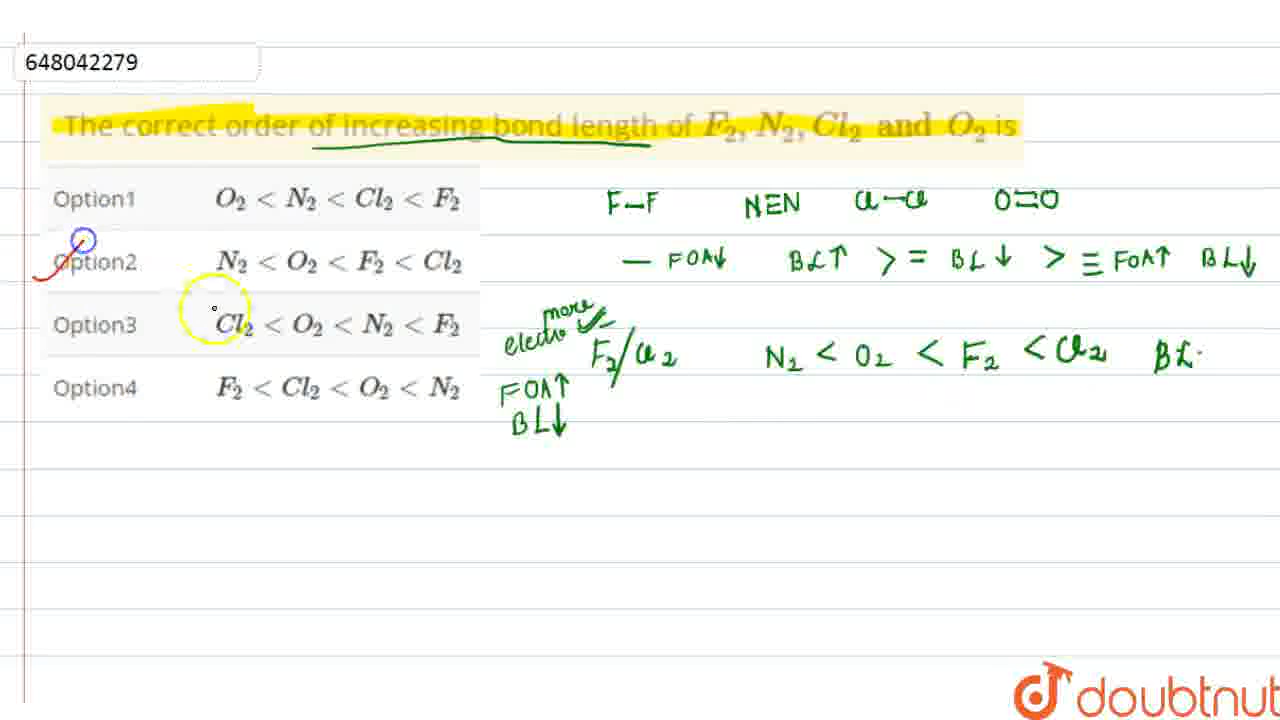 648042279
The correct order of increasing bond length of F₂, N₂, Cl₂ and O₂ is
Option1 O₂ < N₂ < Cl₂ < F₂
Option2 N₂ < O₂ < F₂ < Cl₂
Option3 Cl₂ < O₂ < N₂ < F₂
Option4 F₂ < Cl₂ < O₂ < N₂
F–F N≡N Cl–Cl O=O
– FOA↓ BL↑ > = BL↓ > ≡ FOA↑ BL↓
more
electro F₂/Cl₂ N₂ < O₂ < F₂ < Cl₂ BL.
FOA↑
BL↓
doubtnut